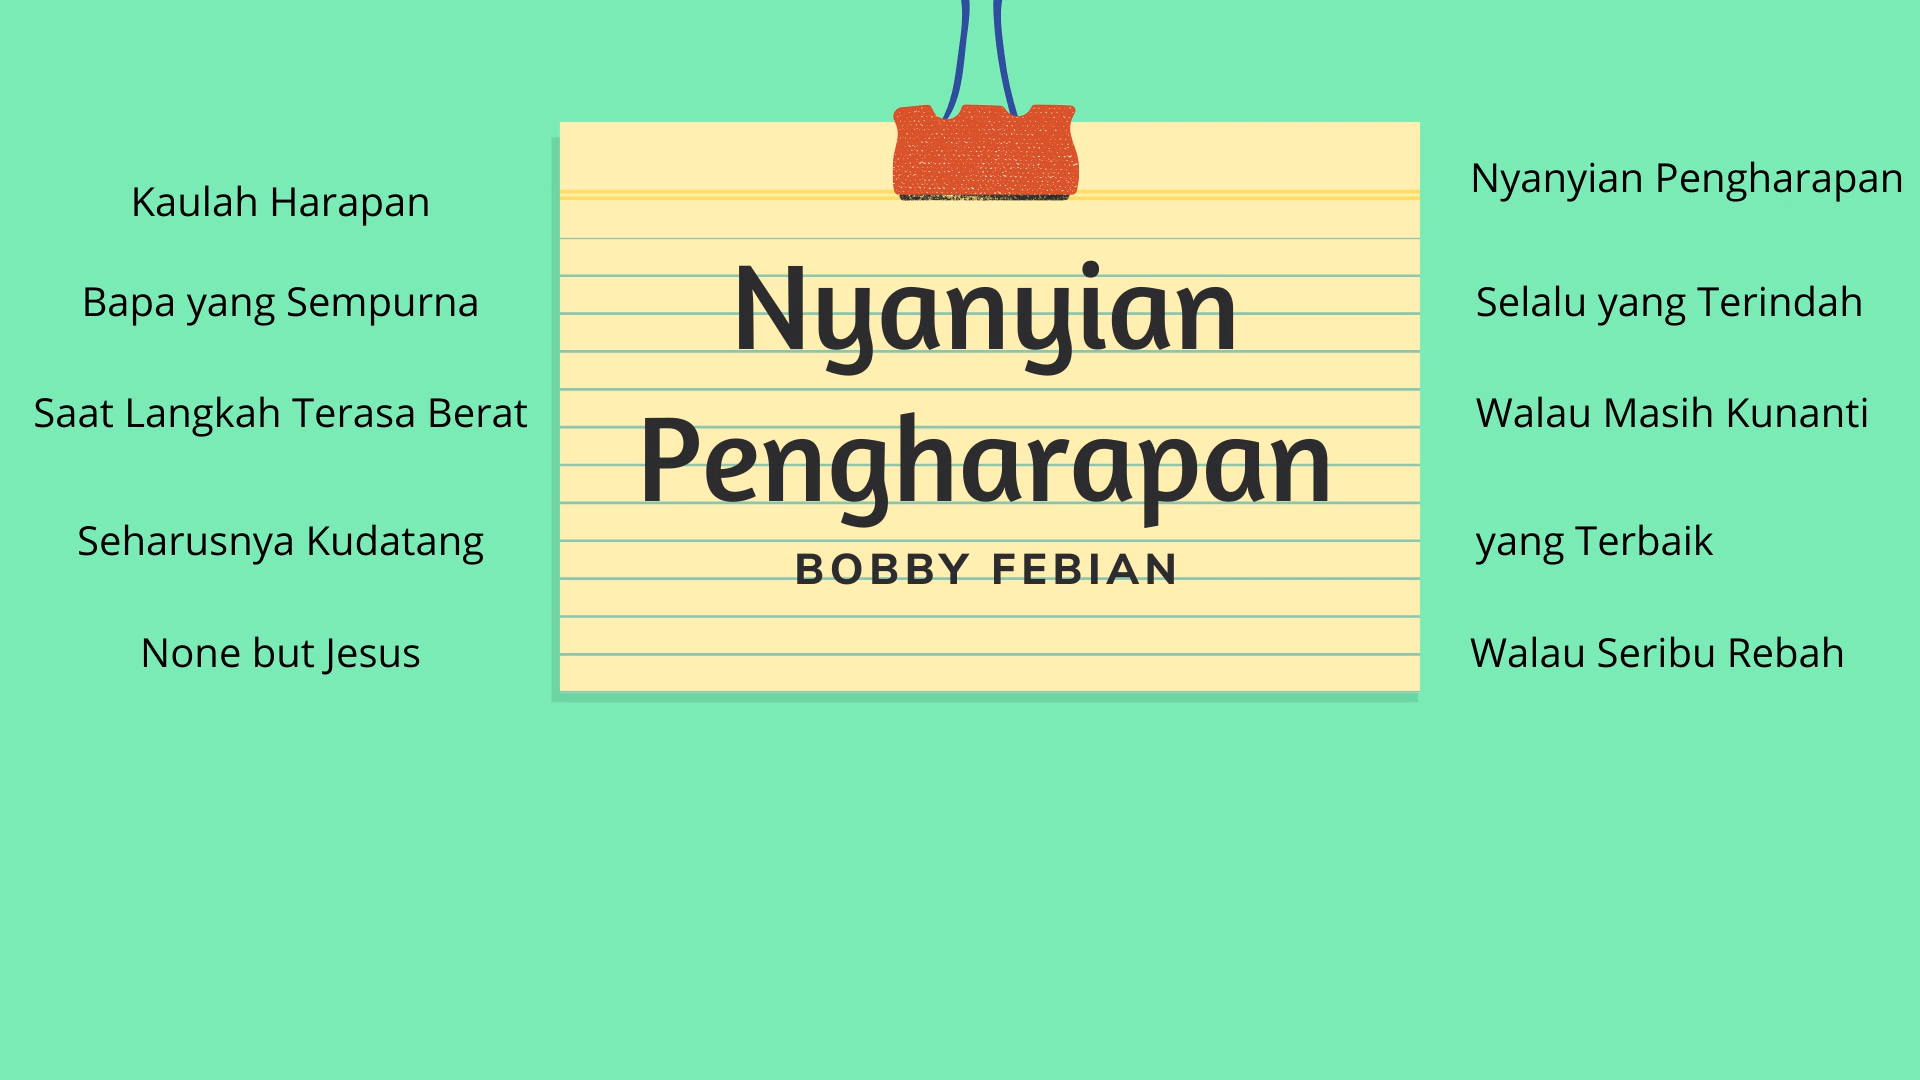 Kaulah Harapan
Bapa yang Sempurna
Saat Langkah Terasa Berat
Seharusnya Kudatang
None but Jesus
Nyanyian
Pengharapan
BOBBY FEBIAN
Nyanyian Pengharapan
Selalu yang Terindah
Walau Masih Kunanti
yang Terbaik
Walau Seribu Rebah